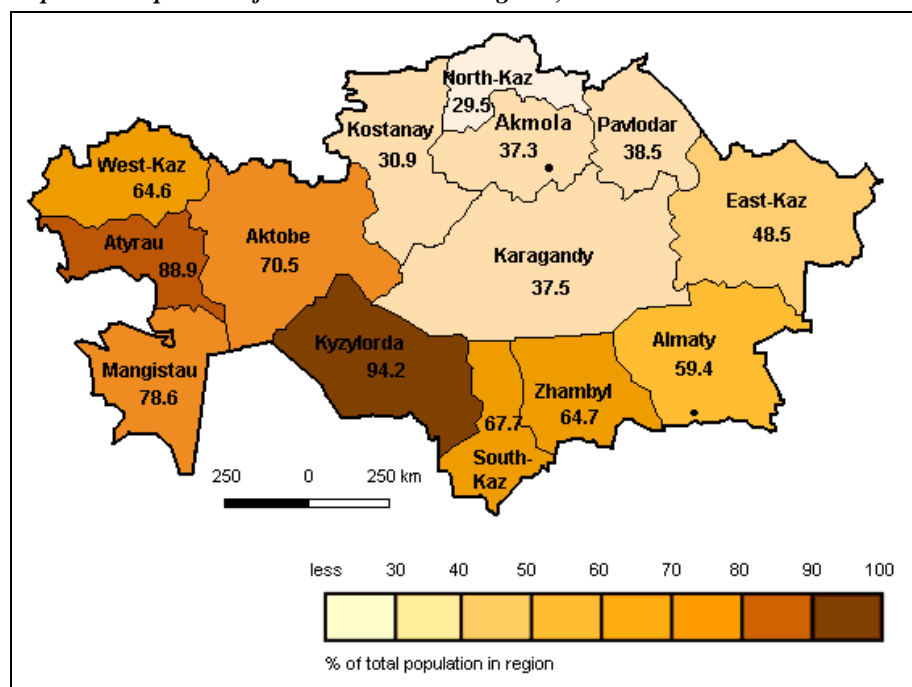 North-Kaz
29.5
Kostanay
30.9
Akmola
37.3
Pavlodar
38.5
West-Kaz
64.6
East-Kaz
48.5
Atyrau
88.9
Aktobe
70.5
Karagandy
37.5
Kyzylorda
94.2
Almaty
59.4
Mangistau
78.6
Zhambyl
64.7
67.7
South-
Kaz
250 0 250 km
less 30 40 50 60 70 80 90 100
% of total population in region